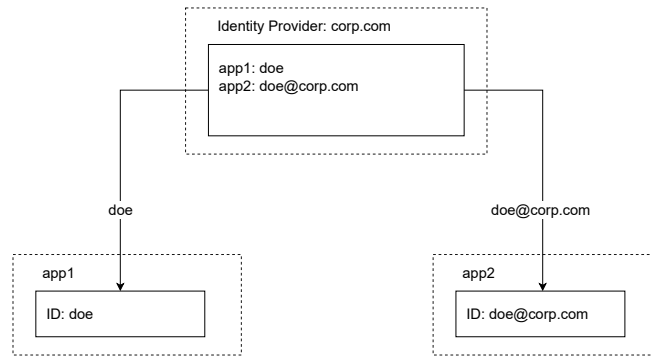 Identity Provider: corp.com
app1: doe
app2: doe@corp.com
doe
doe@corp.com
app1
ID: doe
app2
ID: doe@corp.com